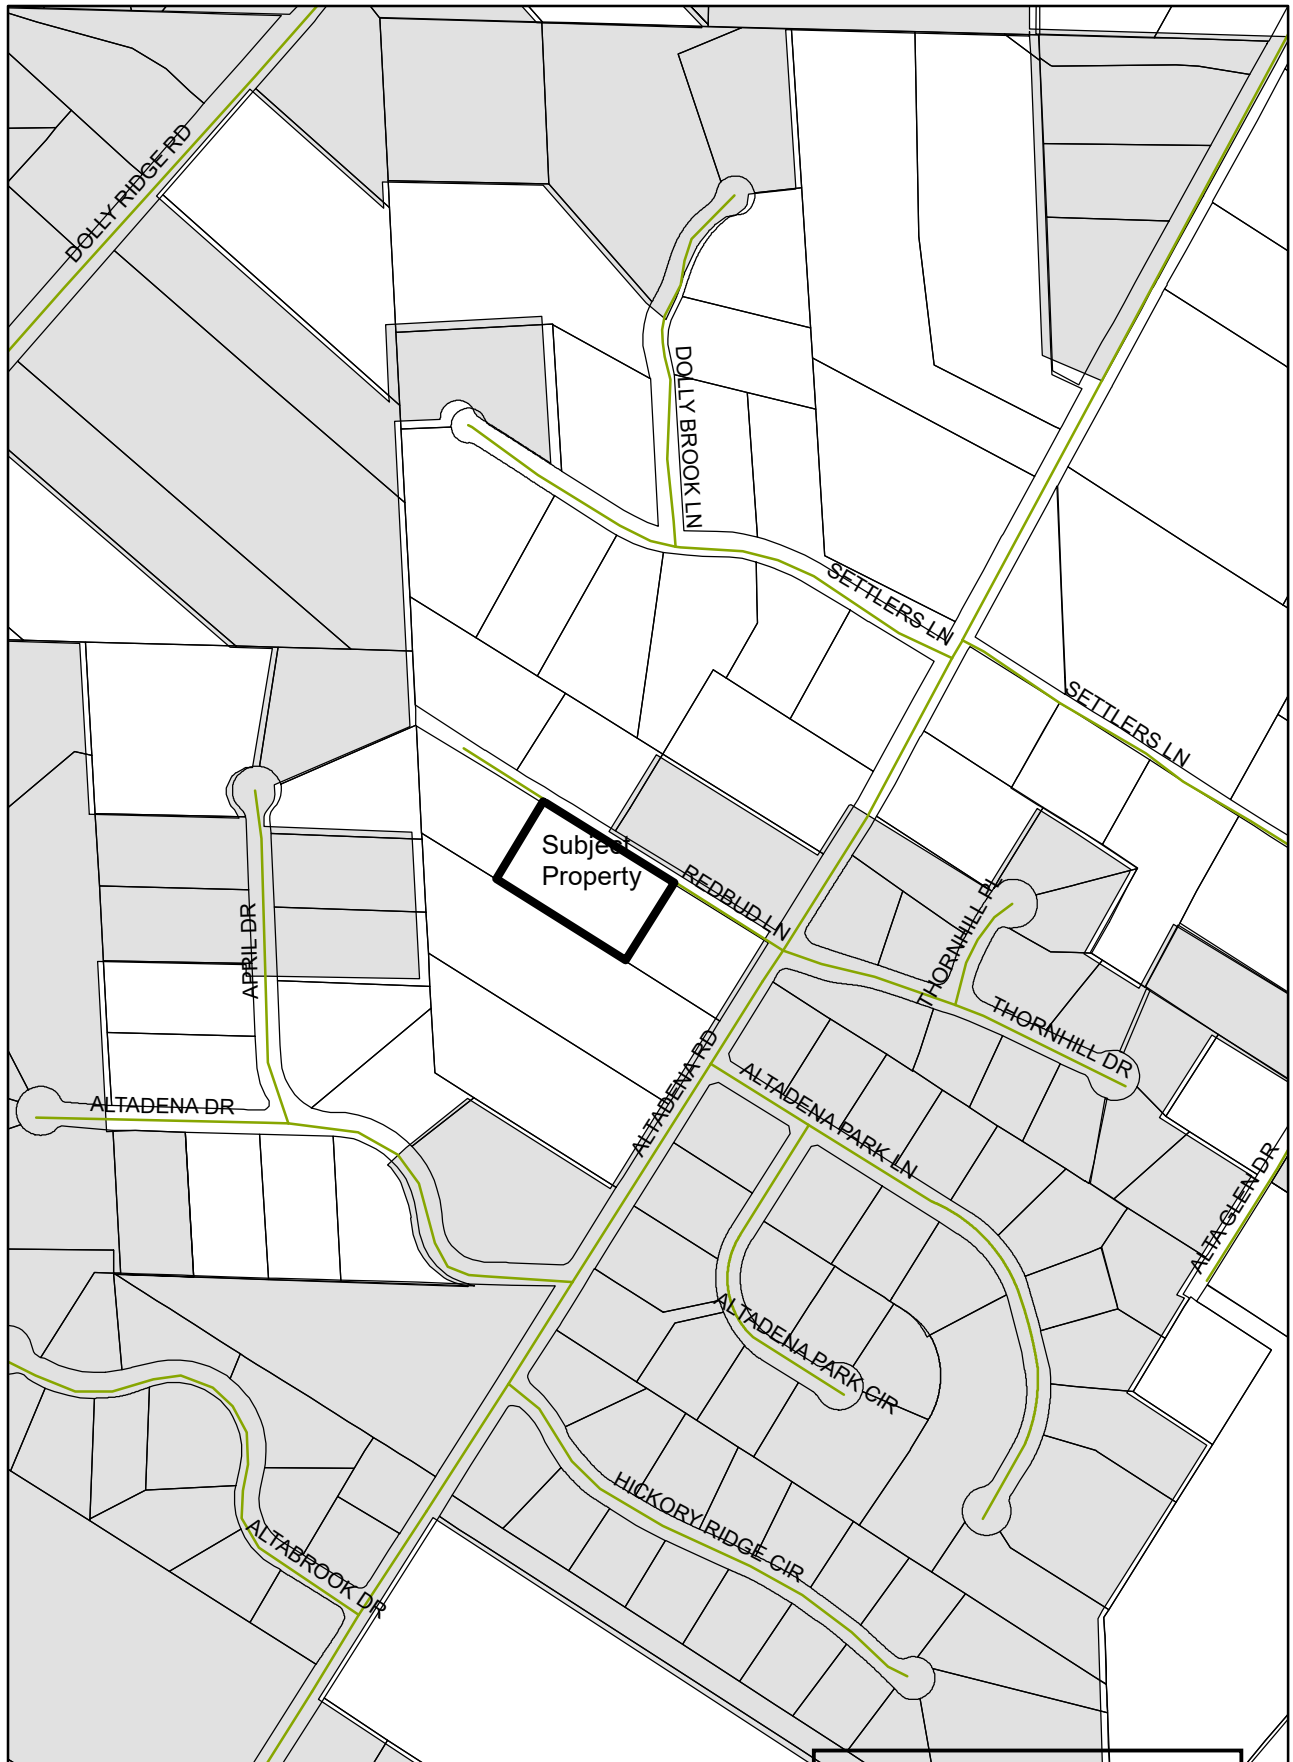 DOLLY RIDGE RD
DOLLY BROOK LN
SETTLERS LN
SETTLERS LN
Subject
Property
REDBUD LN
THORNHILL PL
APRIL DR
THORNHILL DR
ALTADENA RD
ALTADENA DR
ALTADENA PARK LN
ALTA GLEN DR
ALTADENA PARK CIR
HICKORY RIDGE CIR
ALTABROOK DR